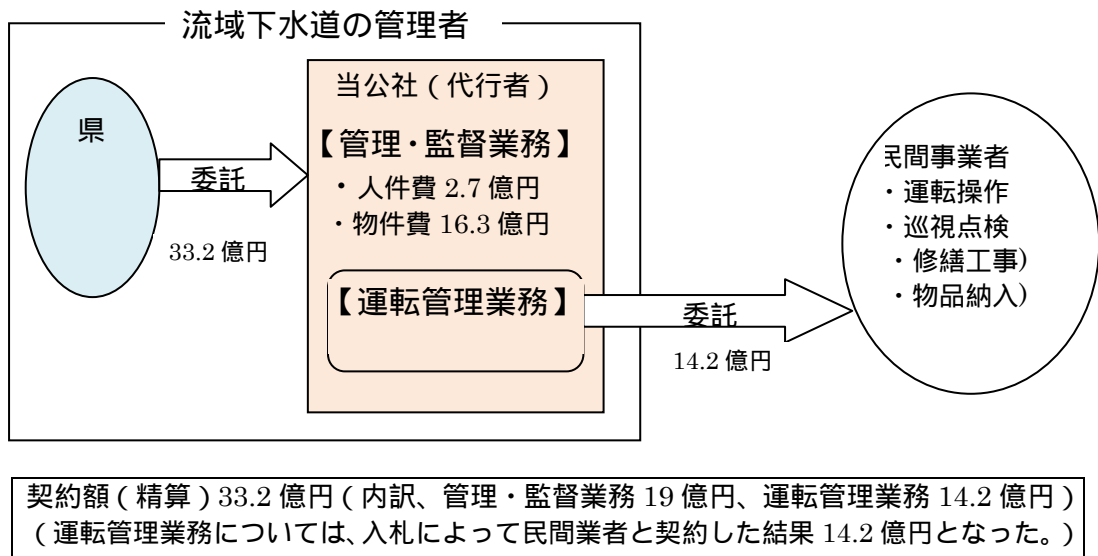 流域下水道の管理者
県
委託
33.2 億円
当公社（代行者）
【管理・監督業務】
・ 人件費 2.7 億円
・物件費 16.3 億円
【運転管理業務】
委託
14.2 億円
民間事業者
・運転操作
・巡視点検
・修繕工事)
・物品納入)
契約額（精算）33.2 億円（内訳、管理・監督業務 19 億円、運転管理業務 14.2 億円）
（運転管理業務については、入札によって民間業者と契約した結果 14.2 億円となった。）